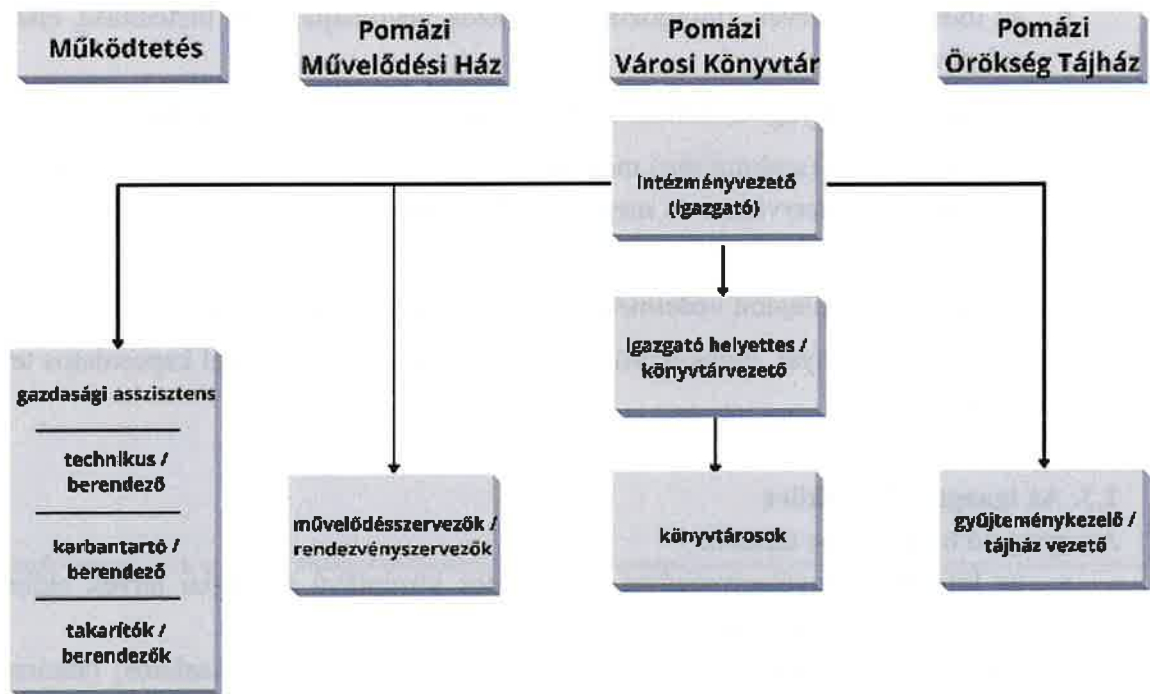 Működtetés
Pomázi
Művelődési Ház
Pomázi
Városi Könyvtár
Pomázi
Örökség Tájház
Intézményvezető
(Igazgató)
Igazgató helyettes /
könyvtárvezető
gazdasági asszisztens
technikus /
berendező
karbantartó /
berendező
takarítók /
berendezők
művelődésszervezők /
rendezvényszervezők
könyvtárosok
gyűjteménykezelő /
tájház vezető